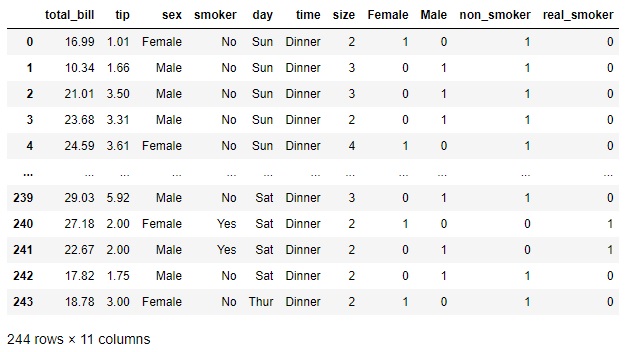 total_bill tip sex smoker day time size Female Male non_smoker real_smoker
0 16.99 1.01 Female No Sun Dinner 2 1 0 1 0
1 10.34 1.66 Male No Sun Dinner 3 0 1 1 0
2 21.01 3.50 Male No Sun Dinner 3 0 1 1 0
3 23.68 3.31 Male No Sun Dinner 2 0 1 1 0
4 24.59 3.61 Female No Sun Dinner 4 1 0 1 0
... ... ... ... ... ... ... ... ... ... ... ...
239 29.03 5.92 Male No Sat Dinner 3 0 1 1 0
240 27.18 2.00 Female Yes Sat Dinner 2 1 0 0 1
241 22.67 2.00 Male Yes Sat Dinner 2 0 1 0 1
242 17.82 1.75 Male No Sat Dinner 2 0 1 1 0
243 18.78 3.00 Female No Thur Dinner 2 1 0 1 0
244 rows × 11 columns